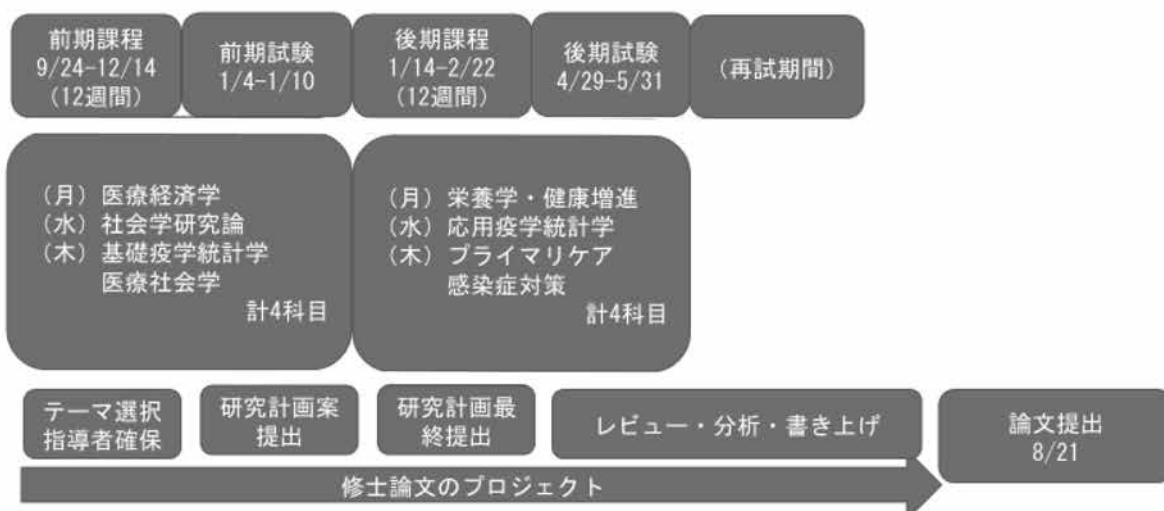 前期課程
9/24-12/14
（12週間）
前期試験
1/4-1/10
後期課程
1/14-2/22
（12週間）
後期試験
4/29-5/31
（再試期間）
（月）医療経済学
（水）社会学研究論
（木）基礎疫学統計学
医療社会学
計4科目
（月）栄養学・健康増進
（水）応用疫学統計学
（木）プライマリケア
感染症対策
計4科目
テーマ選択
指導者確保
研究計画案
提出
研究計画最
終提出
レビュー・分析・書き上げ
論文提出
8/21
修士論文のプロジェクト